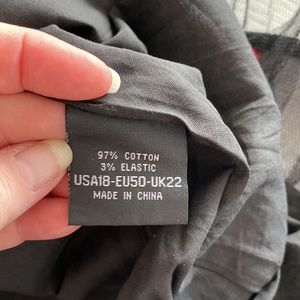 97% COTTON
3% ELASTIC
USA18-EU50-UK22
MADE IN CHINA